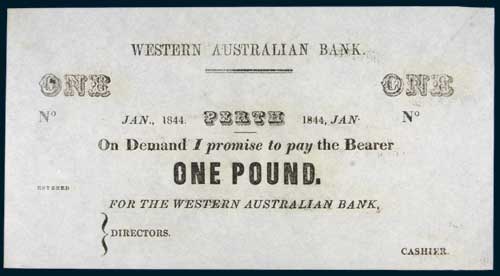 WESTERN AUSTRALIAN BANK.
ONE ONE
No JAN., 1844. PERTH 1844, JAN. No
On Demand I promise to pay the Bearer
ONE POUND.
ENTERED
FOR THE WESTERN AUSTRALIAN BANK,
DIRECTORS.
CASHIER.